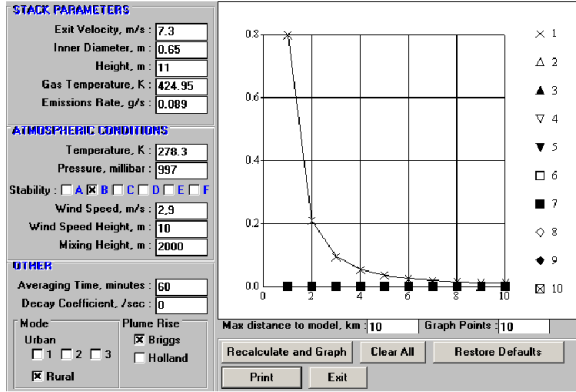 STACK PARAMETERS
Exit Velocity, m/s : 7.3
Inner Diameter, m : 0.65
Height, m : 11
Gas Temperature, K : 424.95
Emissions Rate, g/s : 0.089
ATMOSPHERIC CONDITIONS
Temperature, K : 278.3
Pressure, millibar : 997
Stability : A B C D E F
Wind Speed, m/s : 2,9
Wind Speed Height, m : 10
Mixing Height, m : 2000
OTHER
Averaging Time, minutes : 60
Decay Coefficient, /sec : 0
Mode
Urban
1 2 3
Rural
Plume Rise
Briggs
Holland
0.8
0.6
0.4
0.2
0.0
0 2 4 6 8 10
1
2
3
4
5
6
7
8
9
10
Max distance to model, km : 10 Graph Points : 10
Recalculate and Graph Clear All Restore Defaults
Print Exit